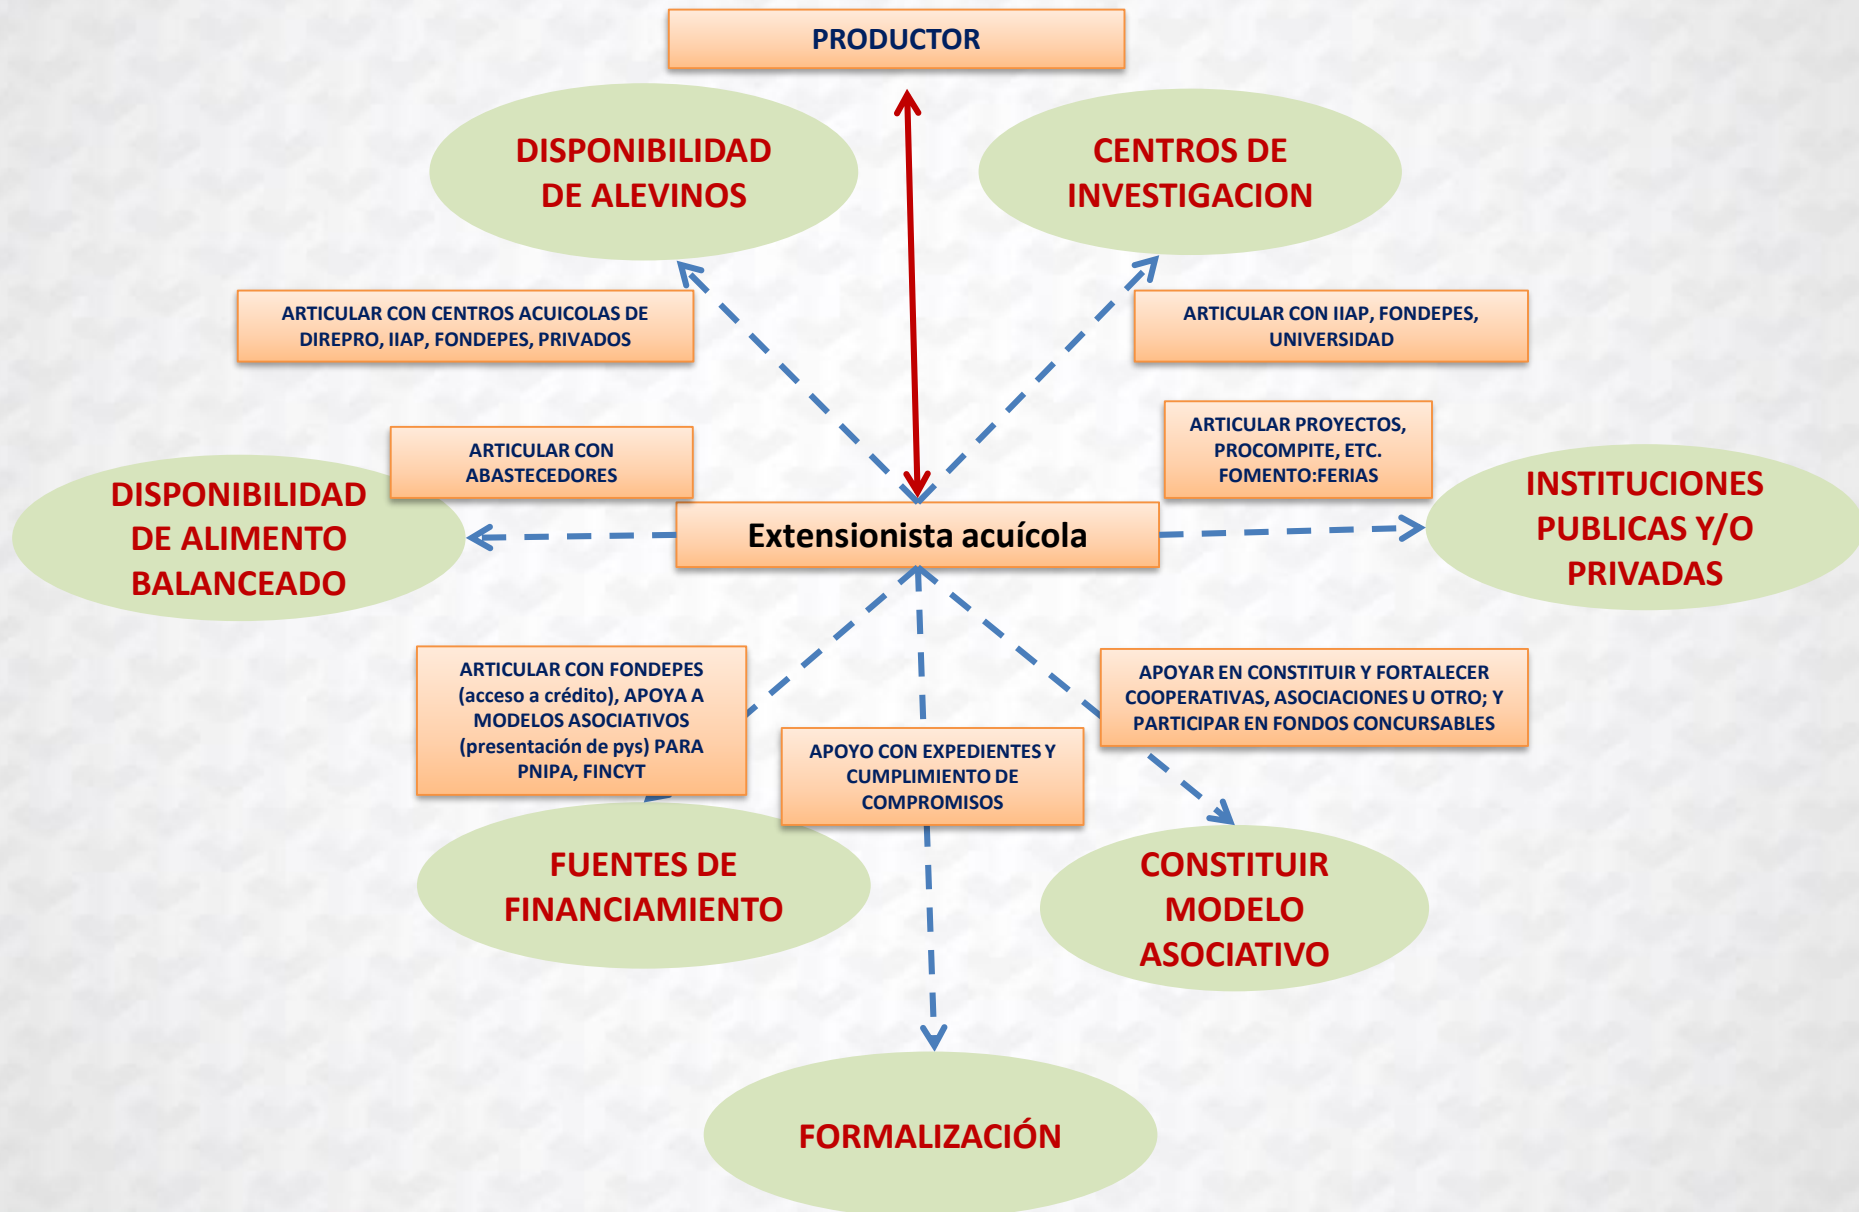 PRODUCTOR
DISPONIBILIDAD
DE ALEVINOS
CENTROS DE
INVESTIGACION
ARTICULAR CON CENTROS ACUICOLAS DE
DIREPRO, IIAP, FONDEPES, PRIVADOS
ARTICULAR CON IIAP, FONDEPES,
UNIVERSIDAD
ARTICULAR CON
ABASTECEDORES
ARTICULAR PROYECTOS,
PROCOMPITE, ETC.
FOMENTO:FERIAS
DISPONIBILIDAD
DE ALIMENTO
BALANCEADO
Extensionista acuícola
INSTITUCIONES
PUBLICAS Y/O
PRIVADAS
ARTICULAR CON FONDEPES
(acceso a crédito), APOYA A
MODELOS ASOCIATIVOS
(presentación de pys) PARA
PNIPA, FINCYT
APOYO CON EXPEDIENTES Y
CUMPLIMIENTO DE
COMPROMISOS
APOYAR EN CONSTITUIR Y FORTALECER
COOPERATIVAS, ASOCIACIONES U OTRO; Y
PARTICIPAR EN FONDOS CONCURSABLES
FUENTES DE
FINANCIAMIENTO
CONSTITUIR
MODELO
ASOCIATIVO
FORMALIZACIÓN